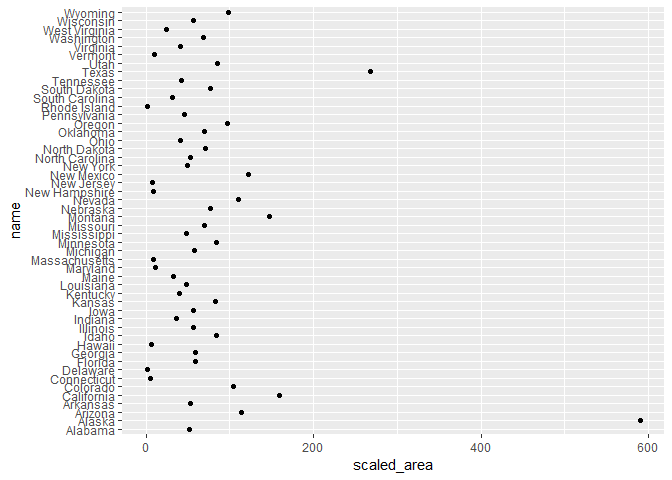 Wyoming
Wisconsin
West Virginia
Washington
Virginia
Vermont
Utah
Texas
Tennessee
South Dakota
South Carolina
Rhode Island
Pennsylvania
Oregon
Oklahoma
Ohio
North Dakota
North Carolina
New York
New Mexico
New Jersey
New Hampshire
Nevada
Nebraska
Montana
Missouri
Mississippi
Minnesota
Michigan
Massachusetts
Maryland
Maine
Louisiana
Kentucky
Kansas
Iowa
Indiana
Illinois
Idaho
Hawaii
Georgia
Florida
Delaware
Connecticut
Colorado
California
Arkansas
Arizona
Alaska
Alabama
name
0 200 400 600
scaled_area